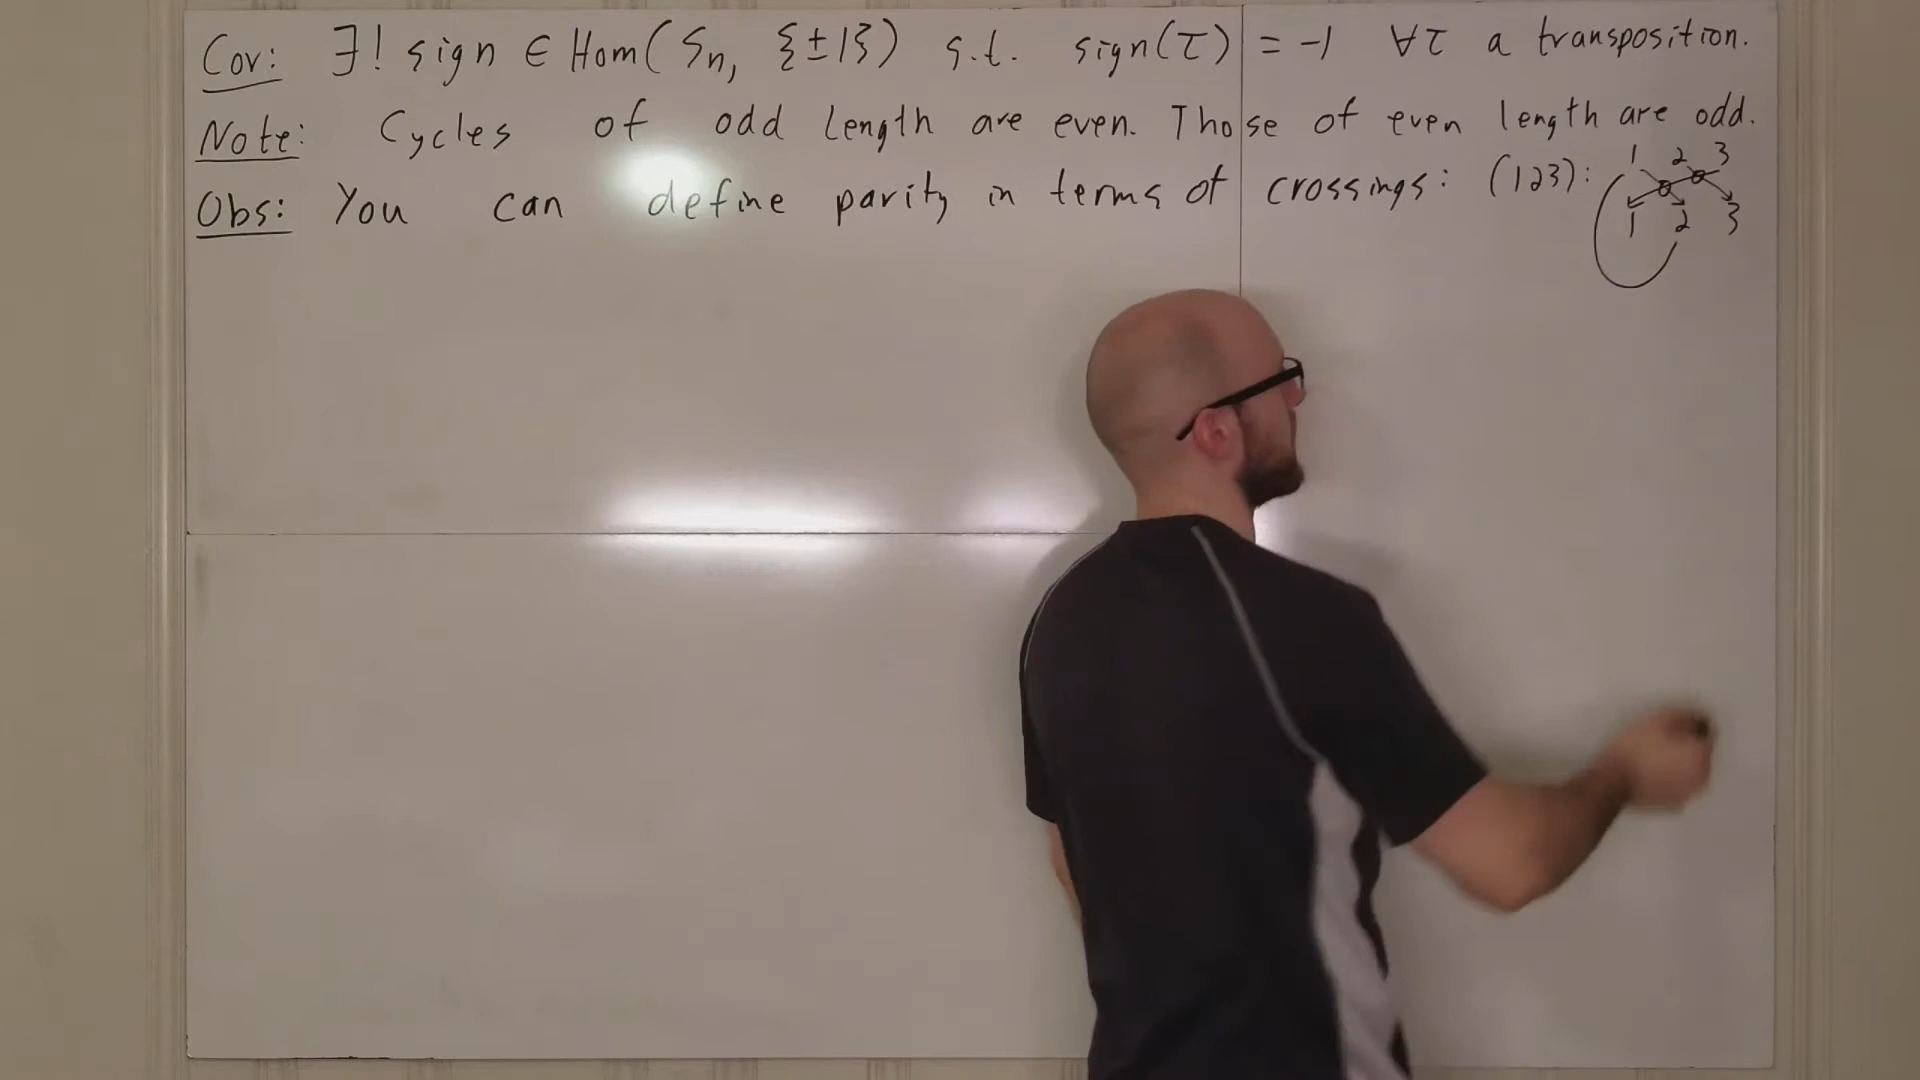 Cor: ∃! sign ∈ Hom(Sn, {±1}) s.t. sign(τ) = -1 ∀τ a transposition.
Note: Cycles of odd length are even. Those of even length are odd.
Obs: You can define parity in terms of crossings: (123):
1 2 3
1 2 3